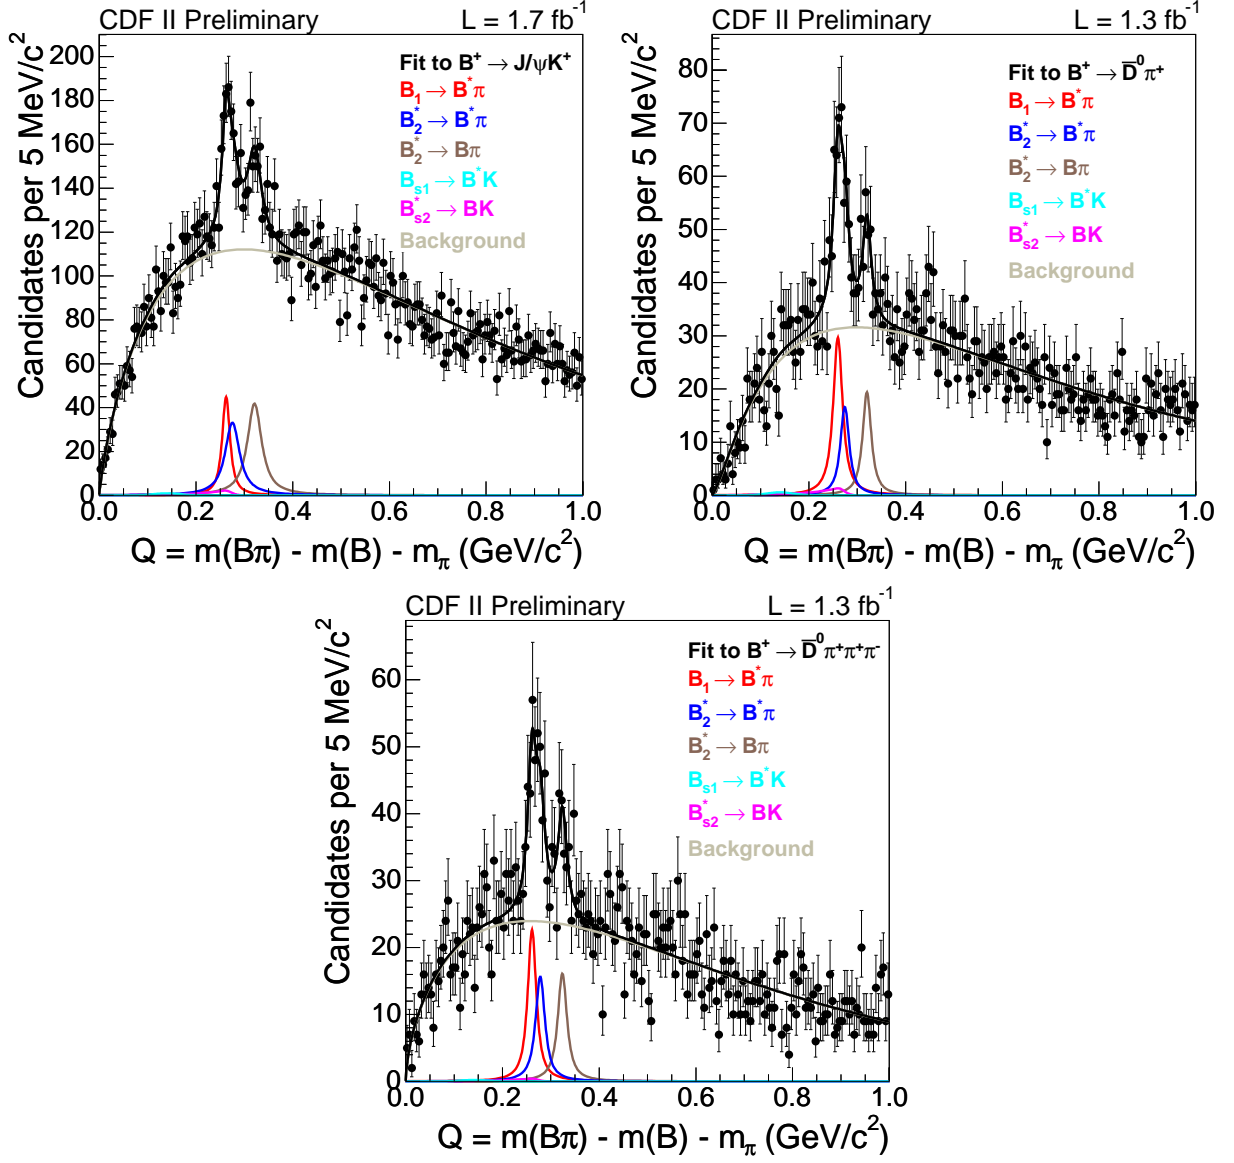 CDF II Preliminary L = 1.7 fb⁻¹
Candidates per 5 MeV/c²
200
180
160
140
120
100
80
60
40
20
0
Fit to B⁺ → J/ψK⁺
B₁ → B*π
B₂* → B*π
B₂* → Bπ
Bₛ₁ → B*K
Bₛ₂* → BK
Background
0.0 0.2 0.4 0.6 0.8 1.0
Q = m(Bπ) - m(B) - m_π (GeV/c²)
CDF II Preliminary L = 1.3 fb⁻¹
Candidates per 5 MeV/c²
80
70
60
50
40
30
20
10
0
Fit to B⁺ → D̅⁰π⁺
B₁ → B*π
B₂* → B*π
B₂* → Bπ
Bₛ₁ → B*K
Bₛ₂* → BK
Background
0.0 0.2 0.4 0.6 0.8 1.0
Q = m(Bπ) - m(B) - m_π (GeV/c²)
CDF II Preliminary L = 1.3 fb⁻¹
Candidates per 5 MeV/c²
60
50
40
30
20
10
0
Fit to B⁺ → D̅⁰π⁺π⁺π⁻
B₁ → B*π
B₂* → B*π
B₂* → Bπ
Bₛ₁ → B*K
Bₛ₂* → BK
Background
0.0 0.2 0.4 0.6 0.8 1.0
Q = m(Bπ) - m(B) - m_π (GeV/c²)